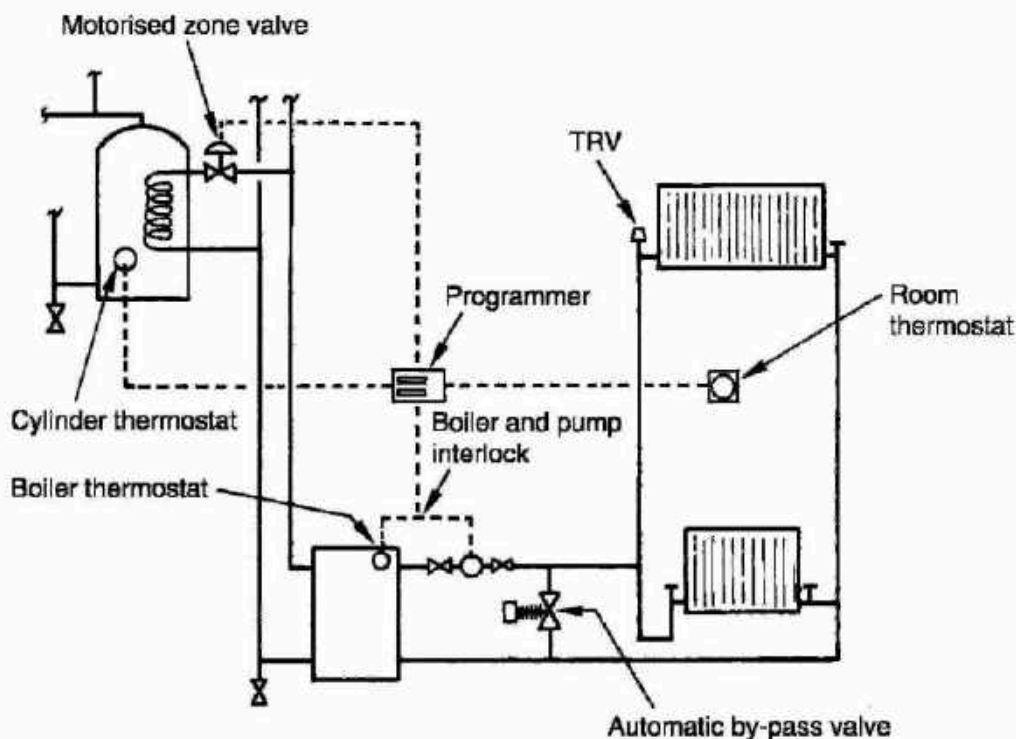 Motorised zone valve
TRV
Programmer
Room
thermostat
Cylinder thermostat
Boiler and pump
interlock
Boiler thermostat
Automatic by-pass valve